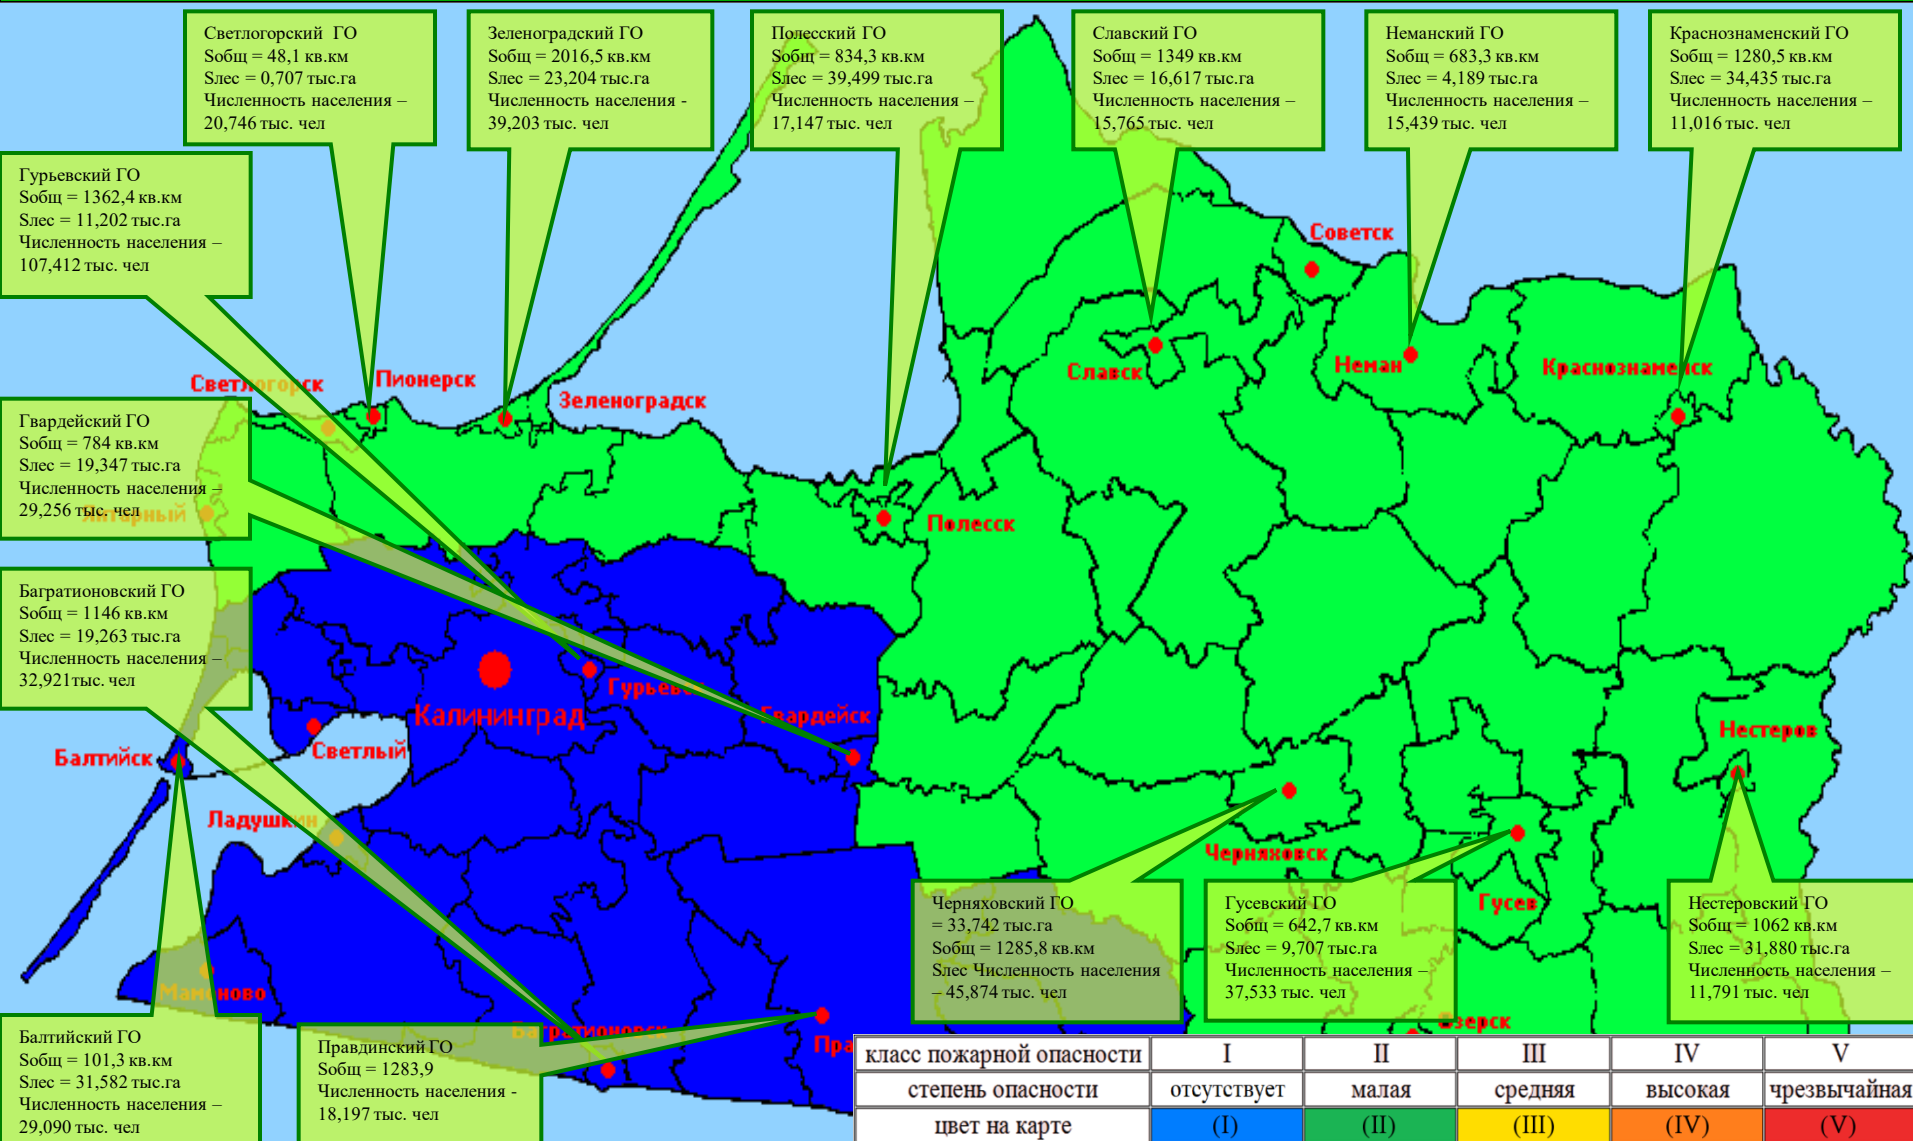 Светлогорский ГО
Sобщ = 48,1 кв.км
Sлес = 0,707 тыс.га
Численность населения –
20,746 тыс. чел
Зеленоградский ГО
Sобщ = 2016,5 кв.км
Sлес = 23,204 тыс.га
Численность населения -
39,203 тыс. чел
Полесский ГО
Sобщ = 834,3 кв.км
Sлес = 39,499 тыс.га
Численность населения –
17,147 тыс. чел
Славский ГО
Sобщ = 1349 кв.км
Sлес = 16,617 тыс.га
Численность населения –
15,765 тыс. чел
Неманский ГО
Sобщ = 683,3 кв.км
Sлес = 4,189 тыс.га
Численность населения –
15,439 тыс. чел
Краснознаменский ГО
Sобщ = 1280,5 кв.км
Sлес = 34,435 тыс.га
Численность населения –
11,016 тыс. чел
Гурьевский ГО
Sобщ = 1362,4 кв.км
Sлес = 11,202 тыс.га
Численность населения –
107,412 тыс. чел
Советск
Славск
Неман
Краснознаменск
Светлогорск
Пионерск
Зеленоградск
Гвардейский ГО
Sобщ = 784 кв.км
Sлес = 19,347 тыс.га
Численность населения –
29,256 тыс. чел
Янтарный
Полесск
Багратионовский ГО
Sобщ = 1146 кв.км
Sлес = 19,263 тыс.га
Численность населения –
32,921тыс. чел
Гурьевск
Калининград
Гвардейск
Светлый
Балтийск
Нестеров
Ладушкин
Черняховск
Гусев
Мамоново
Багратионовск
Озерск
Пра
Черняховский ГО
= 33,742 тыс.га
Sобщ = 1285,8 кв.км
Sлес Численность населения
– 45,874 тыс. чел
Гусевский ГО
Sобщ = 642,7 кв.км
Sлес = 9,707 тыс.га
Численность населения –
37,533 тыс. чел
Нестеровский ГО
Sобщ = 1062 кв.км
Sлес = 31,880 тыс.га
Численность населения –
11,791 тыс. чел
Балтийский ГО
Sобщ = 101,3 кв.км
Sлес = 31,582 тыс.га
Численность населения –
29,090 тыс. чел
Правдинский ГО
Sобщ = 1283,9
Численность населения -
18,197 тыс. чел
класс пожарной опасности I II III IV V
степень опасности отсутствует малая средняя высокая чрезвычайная
цвет на карте (I) (II) (III) (IV) (V)